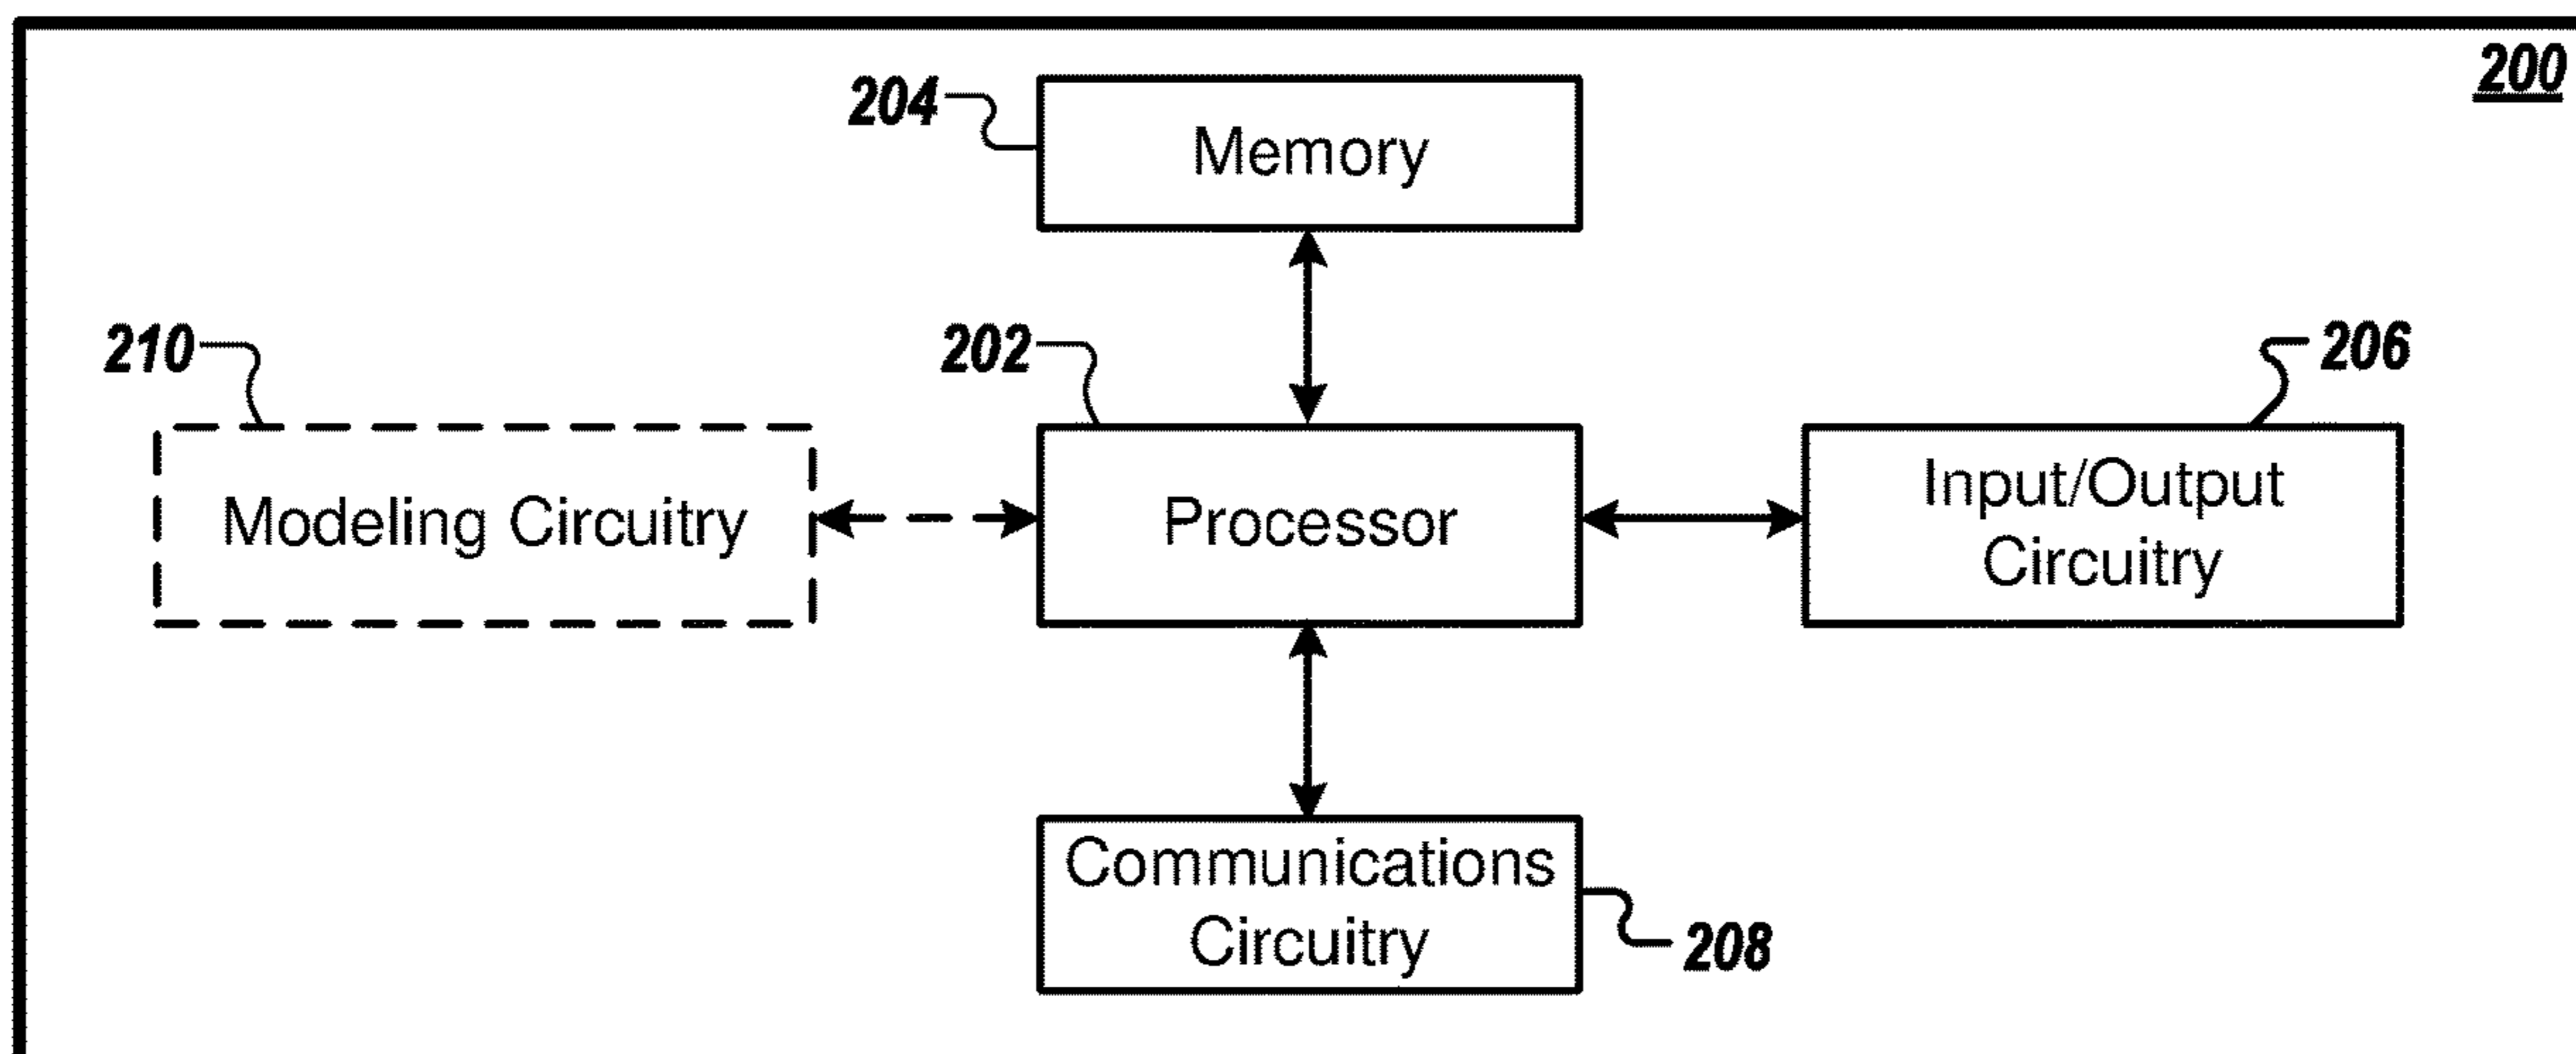 200
204
Memory
210
202
206
Modeling Circuitry
Processor
Input/Output
Circuitry
Communications
Circuitry
208